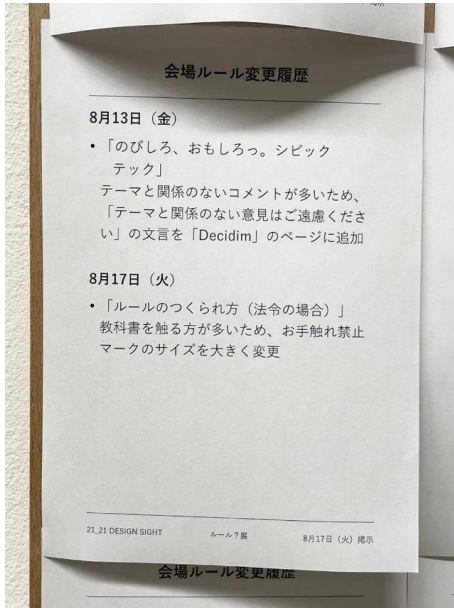 会場ルール変更履歴
8月13日（金）
•「のびしろ、おもしろっ。シビック
テック」
テーマと関係のないコメントが多いため、
「テーマと関係のない意見はご遠慮くださ
い」の文言を「Decidim」のページに追加
8月17日（火）
•「ルールのつくられ方（法令の場合）」
教科書を触る方が多いため、お手触れ禁止
マークのサイズを大きく変更
21_21 DESIGN SIGHT ルール？展 8月17日（火）掲示
会場ルール変更履歴